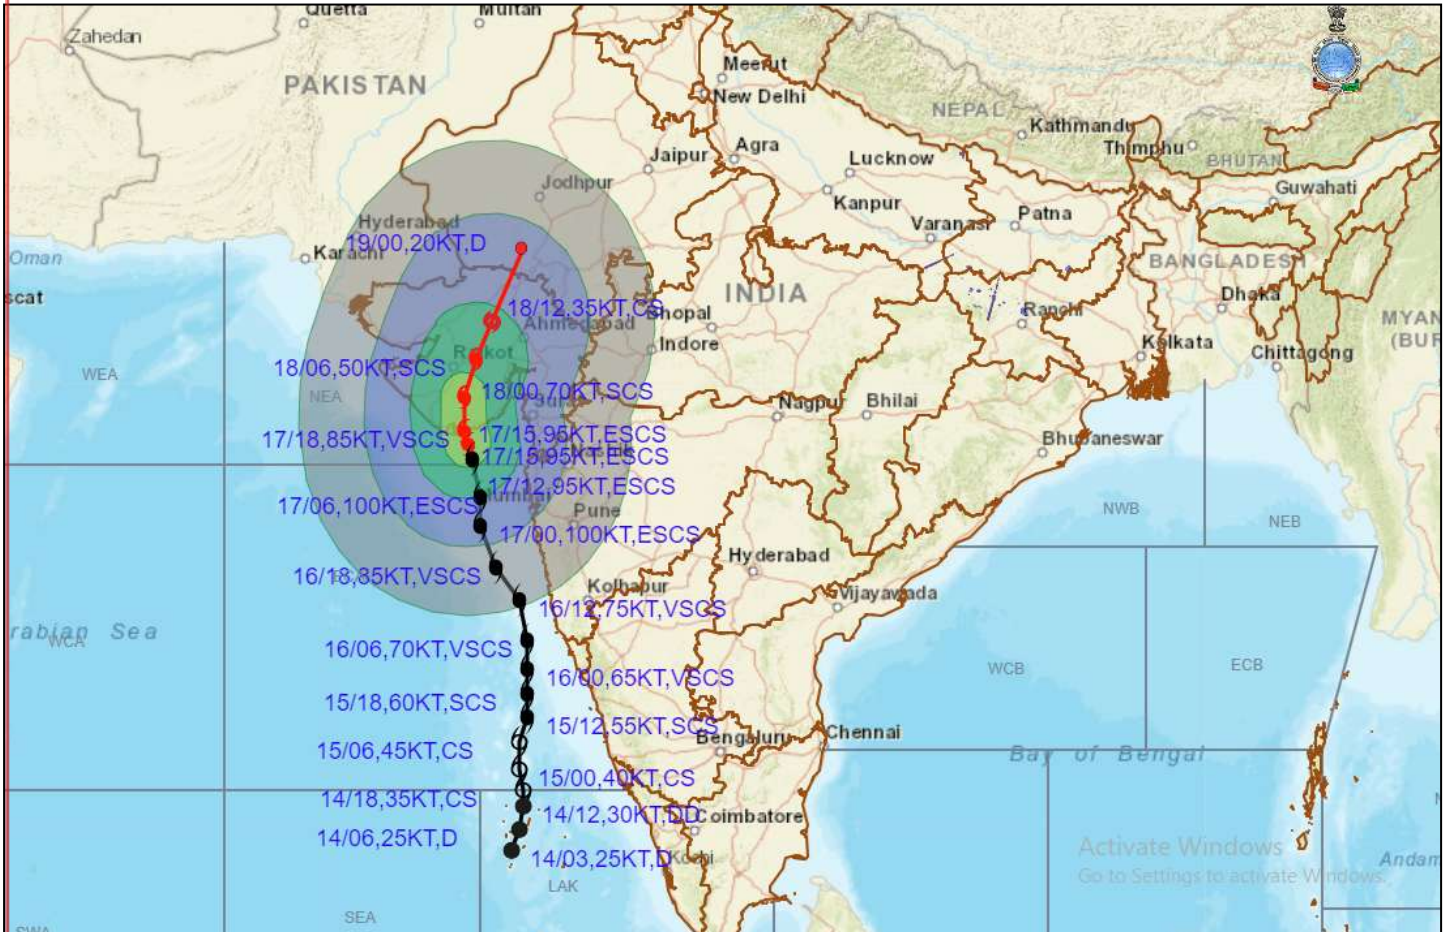 Quetta
Multan
Zahedan
Meerut
PAKISTAN
New Delhi
NEPAL
Kathmandu
Agra
Thimphu
Jaipur
Lucknow
BHUTAN
Jodhpur
Guwahati
Kanpur
Patna
Hyderabad
Varanasi
19/00,20KT,D
Karachi
Oman
BANGLADESH
scat
INDIA
Dhaka
18/12,35KT,CS
Bhopal
Ranchi
MYAN
Ahmedabad
(BUR
Indore
Kolkata
Rajkot
Chittagong
18/06,50KT,SCS
WEA
18/00,70KT,SCS
NEA
Surat
Nagpur
Bhilai
17/18,85KT,VSCS
17/15,95KT,ESCS
Bhubaneswar
Nashik
17/15,95KT,ESCS
17/12,95KT,ESCS
Mumbai
17/06,100KT,ESCS
Pune
NWB
NEB
17/00,100KT,ESCS
Hyderabad
16/18,85KT,VSCS
Kolhapur
Vijayawada
16/12,75KT,VSCS
rabian Sea
WCA
16/06,70KT,VSCS
WCB
ECB
16/00,65KT,VSCS
15/18,60KT,SCS
15/12,55KT,SCS
Bengaluru
Chennai
15/06,45KT,CS
Bay of Bengal
15/00,40KT,CS
14/18,35KT,CS
14/12,30KT,DD
Coimbatore
14/06,25KT,D
Activate Windows
14/03,25KT,D
Kochi
Andam
Go to Settings to activate Windows.
LAK
SEA
SWA